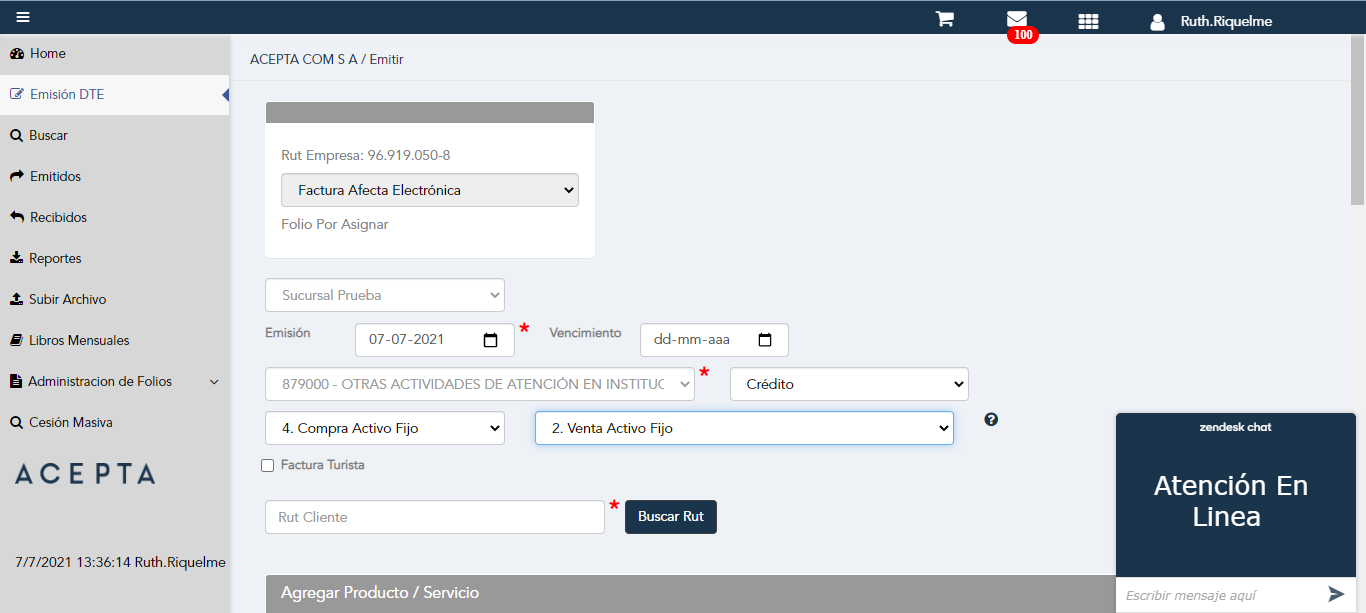 100
Ruth.Riquelme
Home
Emisión DTE
Buscar
Emitidos
Recibidos
Reportes
Subir Archivo
Libros Mensuales
Administracion de Folios
Cesión Masiva
ACEPTA
7/7/2021 13:36:14 Ruth.Riquelme
ACEPTA COM S A / Emitir
Rut Empresa: 96.919.050-8
Factura Afecta Electrónica
Folio Por Asignar
Sucursal Prueba
Emisión 07-07-2021 * Vencimiento dd-mm-aaa
879000 - OTRAS ACTIVIDADES DE ATENCIÓN EN INSTITUC * Crédito
4. Compra Activo Fijo 2. Venta Activo Fijo ?
Factura Turista
Rut Cliente * Buscar Rut
Agregar Producto / Servicio
zendesk chat
Atención En
Linea
Escribir mensaje aquí